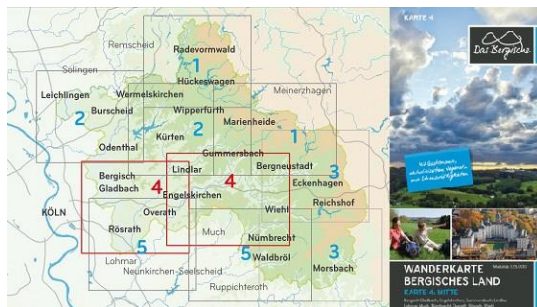 Remscheid
Radevormwald
1
Solingen
Hückeswagen
Meinerzhagen
Leichlingen
Wermelskirchen
2
Burscheid
Wipperfürth
2
Marienheide
1
Kürten
Odenthal
Gummersbach
Bergisch
Gladbach
4
Lindlar
4
Bergneustadt
3
Eckenhagen
Engelskirchen
KÖLN
Overath
Wiehl
Reichshof
Rösrath
5
Much
Nümbrecht
5
Waldbröl
3
Lohmar
Neunkirchen-Seelscheid
Morsbach
Ruppichteroth
KARTE 4
Das Bergische
WANDERKARTE
BERGISCHES LAND
KARTE 4: MITTE